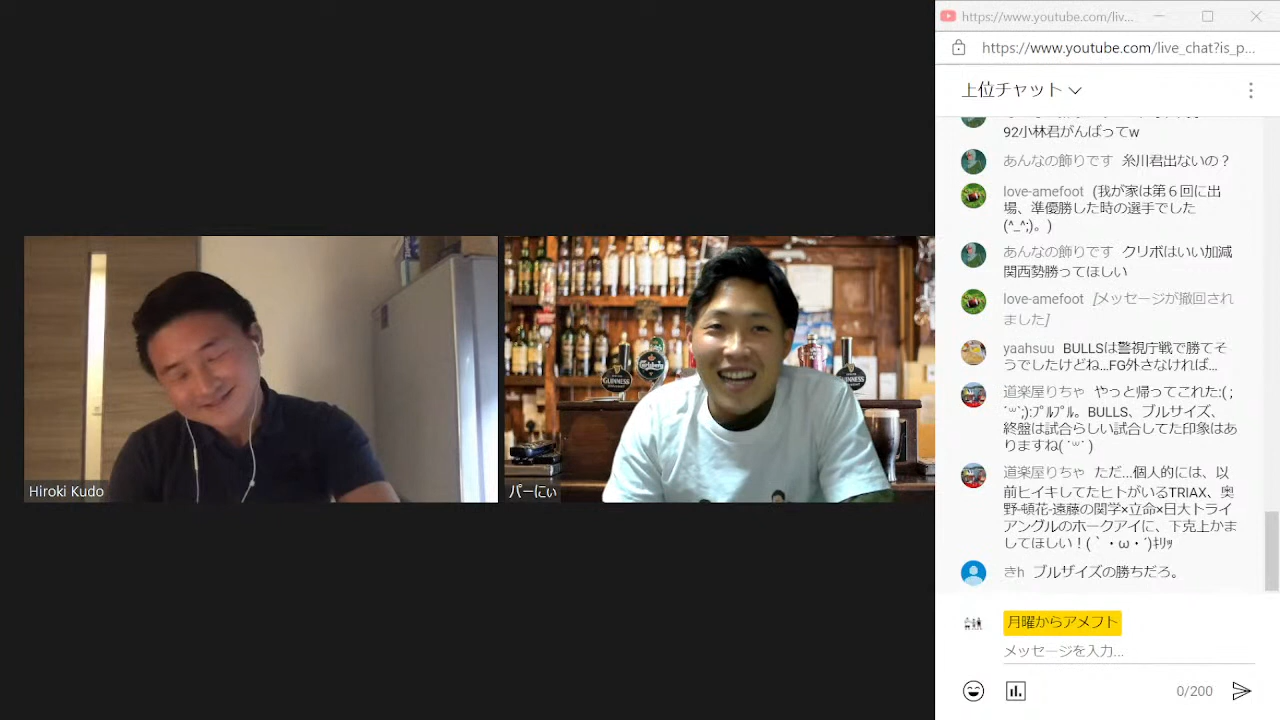 https://www.youtube.com/liv...
https://www.youtube.com/live_chat?is_p...
上位チャット
92小林君がんばってw
あんなの飾りです 糸川君出ないの？
love-amefoot (我が家は第６回に出
場、準優勝した時の選手でした
(^_^;)。)
あんなの飾りです クリボはいい加減
関西勢勝ってほしい
love-amefoot [メッセージが撤回され
ました]
yaahsuu BULLSは警視庁戦で勝てそ
うでしたけどね...FG外さなければ...
道楽屋りちゃ やっと帰ってこれた( ;
´꒳`;):ﾌﾟﾙﾌﾟﾙ。BULLS、ブルサイズ、
終盤は試合らしい試合してた印象はあ
りますね( ˙꒳˙ )
道楽屋りちゃ ただ...個人的には、以
前ヒイキしてたヒトがいるTRIAX、奥
野-頓花-遠藤の関学×立命×日大トライ
アングルのホークアイに、下克上かま
してほしい！( ｀・ω・´)ｷﾘｯ
きh ブルザイズの勝ちだろ。
月曜からアメフト
メッセージを入力...
0/200
Hiroki Kudo
パーにぃ
GUINNESS
Carlsberg
GUINNESS